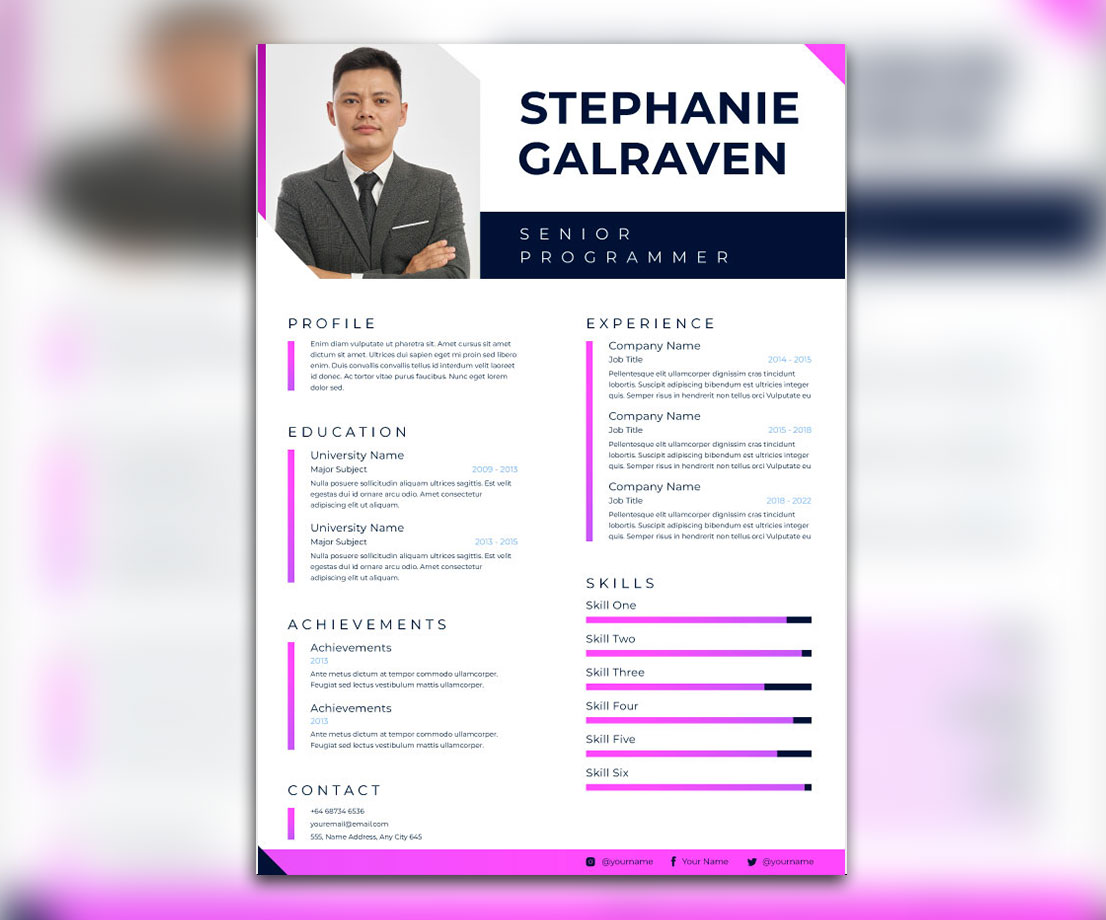 STEPHANIE
GALRAVEN
SENIOR
PROGRAMMER
PROFILE
Enim diam vulputate ut pharetra sit. Amet cursus sit amet
dictum sit amet. Ultrices dui sapien eget mi proin sed libero
enim. Duis convallis convallis tellus id interdum velit laoreet
id donec. Ac tortor vitae purus faucibus. Nunc eget lorem
dolor sed.
EDUCATION
University Name
Major Subject 2009 - 2013
Nulla posuere sollicitudin aliquam ultrices sagittis. Est velit
egestas dui id ornare arcu odio. Amet consectetur
adipiscing elit ut aliquam.
University Name
Major Subject 2013 - 2015
Nulla posuere sollicitudin aliquam ultrices sagittis. Est velit
egestas dui id ornare arcu odio. Amet consectetur
adipiscing elit ut aliquam.
ACHIEVEMENTS
Achievements
2013
Ante metus dictum at tempor commodo ullamcorper.
Feugiat sed lectus vestibulum mattis ullamcorper.
Achievements
2013
Ante metus dictum at tempor commodo ullamcorper.
Feugiat sed lectus vestibulum mattis ullamcorper.
CONTACT
+64 68734 6536
youremail@email.com
555, Name Address, Any City 645
EXPERIENCE
Company Name
Job Title 2014 - 2015
Pellentesque elit ullamcorper dignissim cras tincidunt
lobortis. Suscipit adipiscing bibendum est ultricies integer
quis. Semper risus in hendrerit non tellus orci Vulputate eu
Company Name
Job Title 2015 - 2018
Pellentesque elit ullamcorper dignissim cras tincidunt
lobortis. Suscipit adipiscing bibendum est ultricies integer
quis. Semper risus in hendrerit non tellus orci Vulputate eu
Company Name
Job Title 2018 - 2022
Pellentesque elit ullamcorper dignissim cras tincidunt
lobortis. Suscipit adipiscing bibendum est ultricies integer
quis. Semper risus in hendrerit non tellus orci Vulputate eu
SKILLS
Skill One
Skill Two
Skill Three
Skill Four
Skill Five
Skill Six
@yourname Your Name @yourname